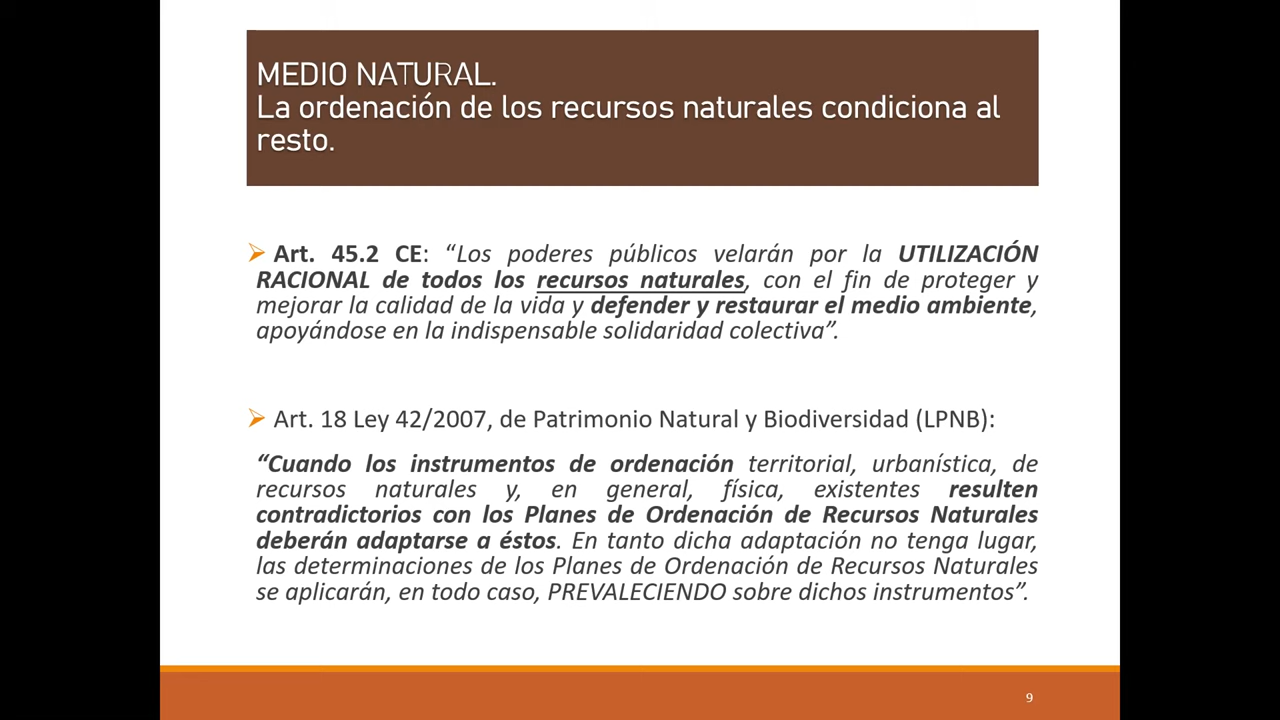 MEDIO NATURAL.
La ordenación de los recursos naturales condiciona al
resto.
Art. 45.2 CE: “Los poderes públicos velarán por la UTILIZACIÓN
RACIONAL de todos los recursos naturales, con el fin de proteger y
mejorar la calidad de la vida y defender y restaurar el medio ambiente,
apoyándose en la indispensable solidaridad colectiva”.
Art. 18 Ley 42/2007, de Patrimonio Natural y Biodiversidad (LPNB):
“Cuando los instrumentos de ordenación territorial, urbanística, de
recursos naturales y, en general, física, existentes resulten
contradictorios con los Planes de Ordenación de Recursos Naturales
deberán adaptarse a éstos. En tanto dicha adaptación no tenga lugar,
las determinaciones de los Planes de Ordenación de Recursos Naturales
se aplicarán, en todo caso, PREVALECIENDO sobre dichos instrumentos”.
9